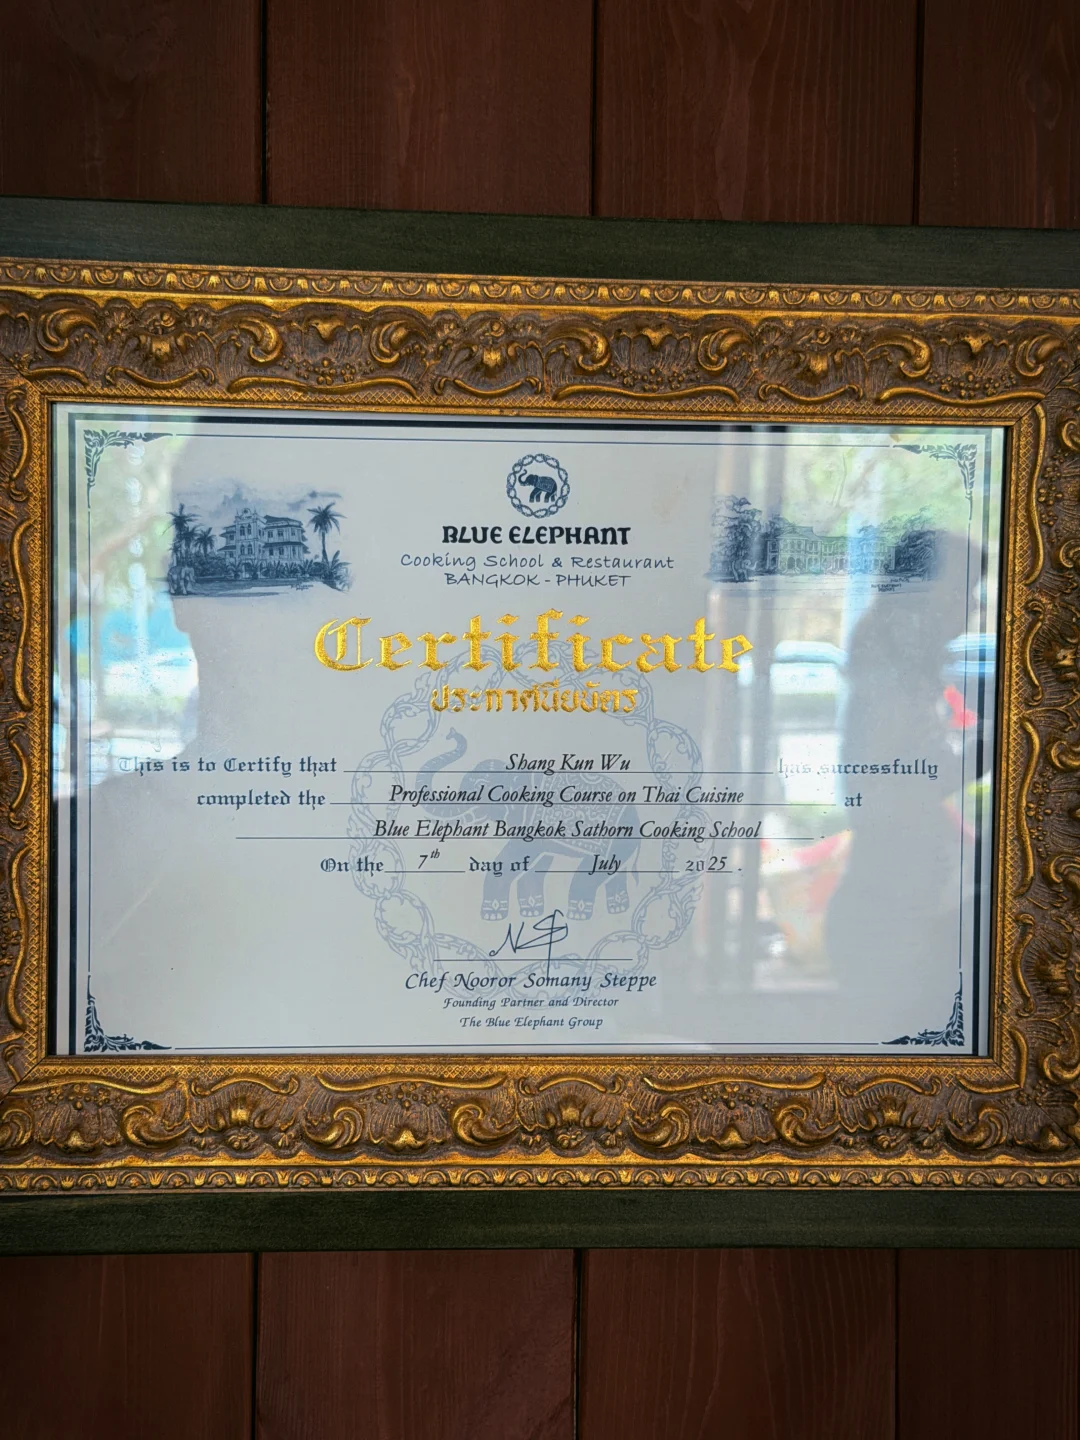 BLUE ELEPHANT
Cooking School & Restaurant
BANGKOK - PHUKET
Certificate
ประกาศนียบัตร
This is to Certify that Shang Kun Wu has successfully
completed the Professional Cooking Course on Thai Cuisine at
Blue Elephant Bangkok Sathorn Cooking School .
On the 7th day of July 2025 .
Chef Nooror Somany Steppe
Founding Partner and Director
The Blue Elephant Group